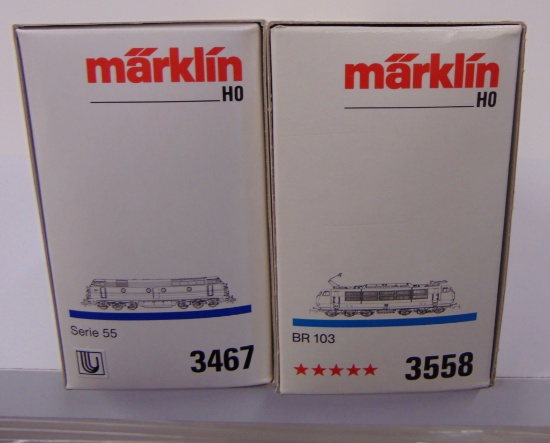 märklin
HO
Serie 55
3467
märklin
HO
BR 103
★★★★★ 3558